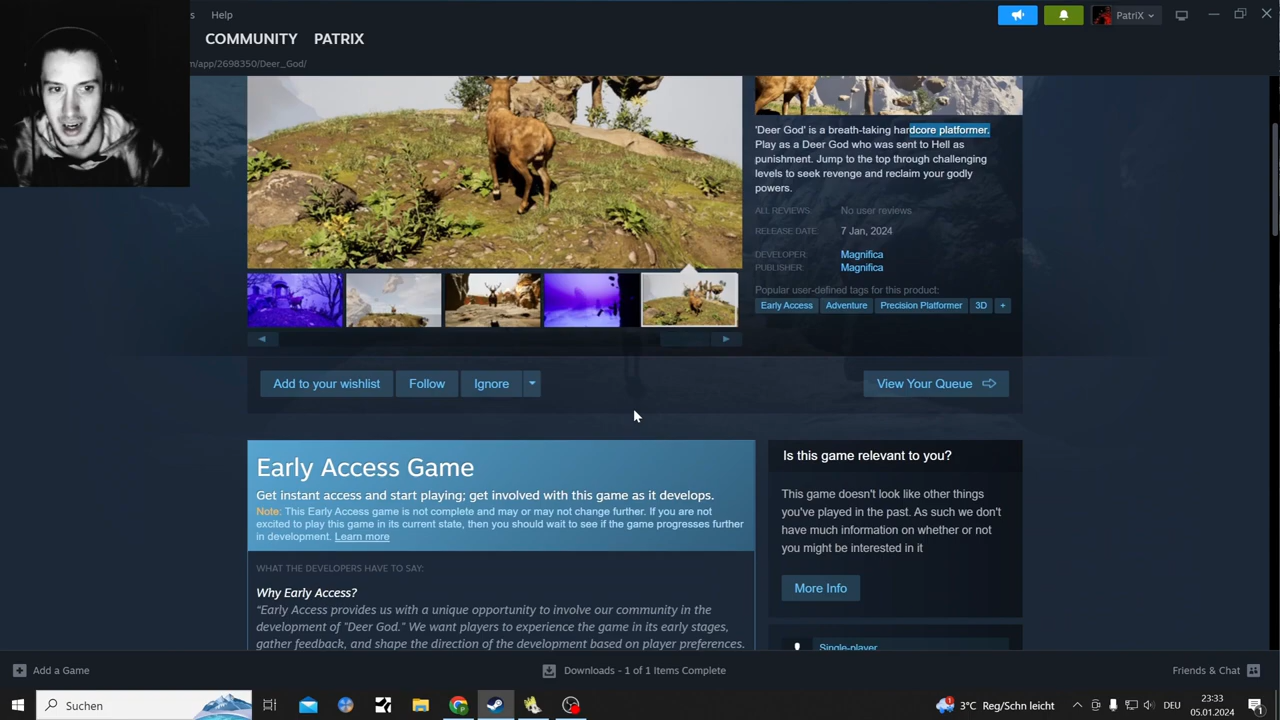 s Help
PatriX
COMMUNITY PATRIX
m/app/2698350/Deer_God/
'Deer God' is a breath-taking hardcore platformer.
Play as a Deer God who was sent to Hell as
punishment. Jump to the top through challenging
levels to seek revenge and reclaim your godly
powers.
ALL REVIEWS: No user reviews
RELEASE DATE: 7 Jan, 2024
DEVELOPER: Magnifica
PUBLISHER: Magnifica
Popular user-defined tags for this product:
Early Access Adventure Precision Platformer 3D +
Add to your wishlist Follow Ignore
View Your Queue
Early Access Game
Get instant access and start playing; get involved with this game as it develops.
Note: This Early Access game is not complete and may or may not change further. If you are not
excited to play this game in its current state, then you should wait to see if the game progresses further
in development. Learn more
WHAT THE DEVELOPERS HAVE TO SAY:
Why Early Access?
“Early Access provides us with a unique opportunity to involve our community in the
development of "Deer God." We want players to experience the game in its early stages,
gather feedback, and shape the direction of the development based on player preferences.
Is this game relevant to you?
This game doesn't look like other things
you've played in the past. As such we don't
have much information on whether or not
you might be interested in it
More Info
Single-player
Add a Game
Downloads - 1 of 1 Items Complete
Friends & Chat
Suchen
1
3°C Reg/Schn leicht
DEU
23:33
05.01.2024
1